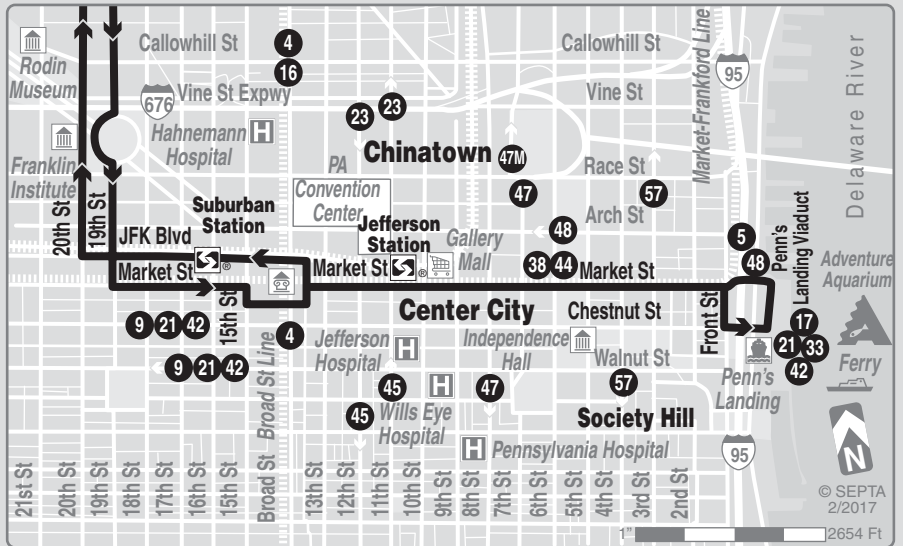 Callowhill St
4
Callowhill St
Market-Frankford Line
95
Delaware River
Rodin
Museum
16
676
Vine St Expwy
Vine St
23
23
Hahnemann
Hospital
H
Franklin
Institute
PA
Convention
Center
Chinatown
47M
47
Race St
57
Arch St
20th St
19th St
Suburban
Station
JFK Blvd
Jefferson
Station
Gallery
Mall
48
5
48
Penn's
Landing Viaduct
Adventure
Aquarium
Market St
®
Market St
®
38
44
Market St
Center City
Chestnut St
Front St
9
21
42
15th St
4
Jefferson
Hospital
H
Independence
Hall
Walnut St
17
21
33
42
Ferry
9
21
42
Broad St Line
45
H
47
57
Penn's
Landing
45
Wills Eye
Hospital
Society Hill
H
Pennsylvania Hospital
95
N
21st St
20th St
19th St
18th St
17th St
16th St
15th St
Broad St
13th St
12th St
11th St
10th St
9th St
8th St
7th St
6th St
5th St
4th St
3rd St
2nd St
© SEPTA
2/2017
1"
2654 Ft